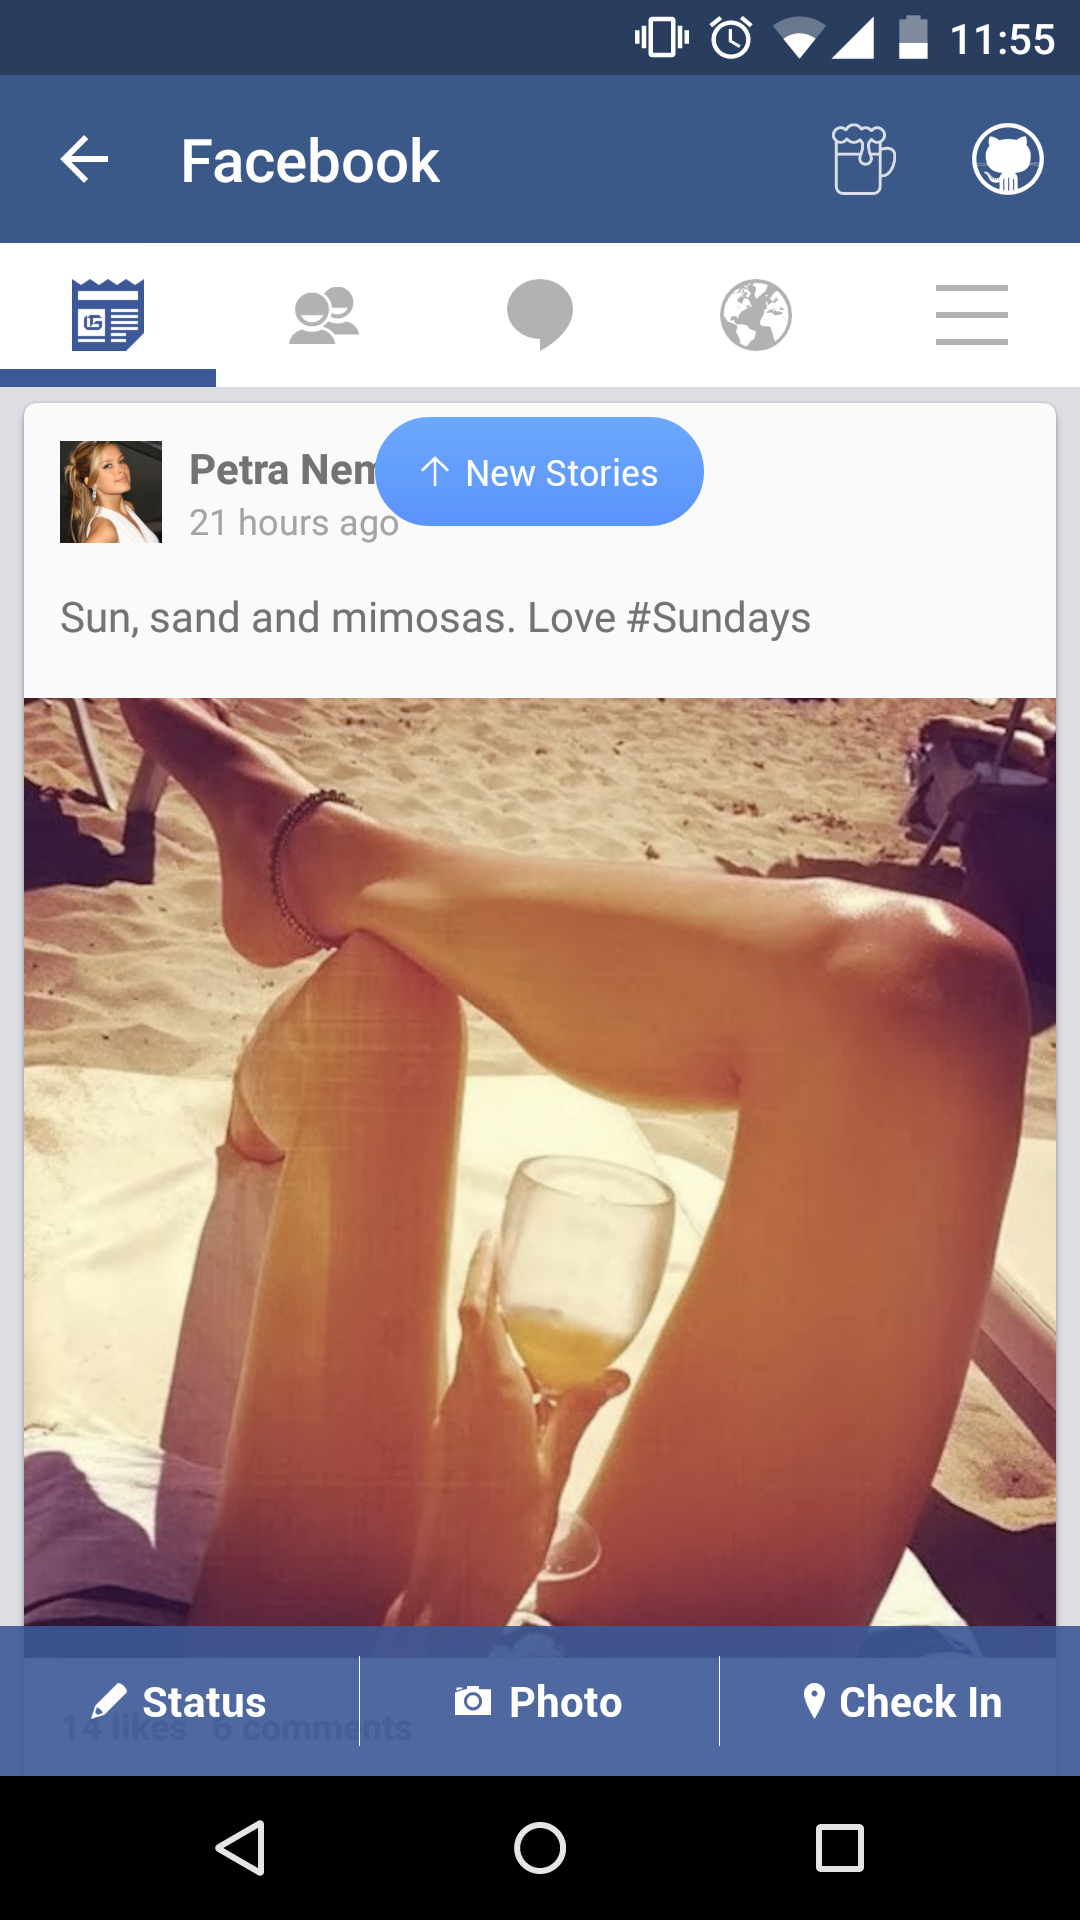 11:55
Facebook
Petra Nem
New Stories
21 hours ago
Sun, sand and mimosas. Love #Sundays
Status
Photo
Check In
14 likes 6 comments